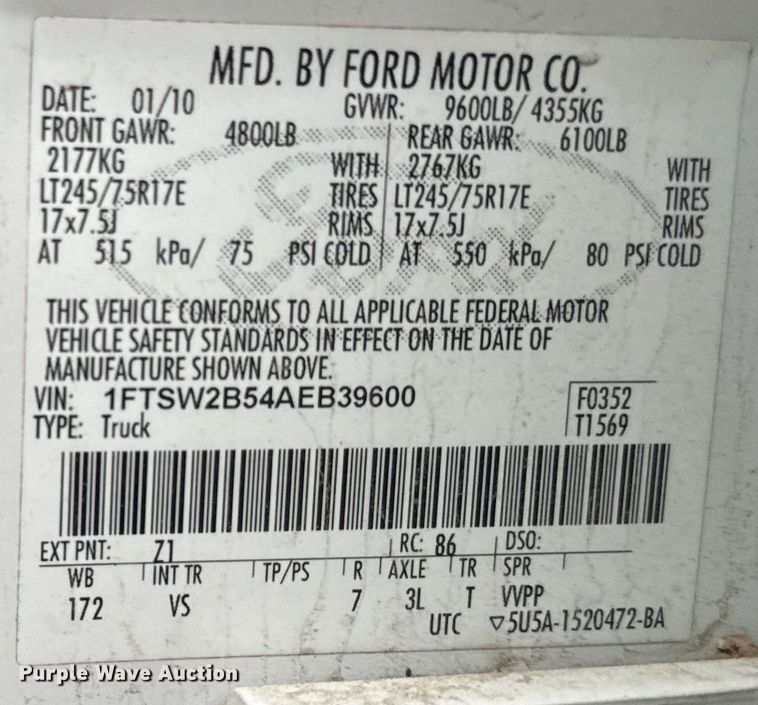 MFD. BY FORD MOTOR CO.
DATE: 01/10 GVWR: 9600LB/ 4355KG
FRONT GAWR: 4800LB REAR GAWR: 6100LB
2177KG WITH 2767KG WITH
LT245/75R17E TIRES LT245/75R17E TIRES
17x7.5J RIMS 17x7.5J RIMS
AT 515 kPa/ 75 PSI COLD AT 550 kPa/ 80 PSI COLD
THIS VEHICLE CONFORMS TO ALL APPLICABLE FEDERAL MOTOR
VEHICLE SAFETY STANDARDS IN EFFECT ON THE DATE OF
MANUFACTURE SHOWN ABOVE.
VIN: 1FTSW2B54AEB39600 F0352
TYPE: Truck T1569
EXT PNT: Z1 RC: 86 DSO:
WB INT TR TP/PS R AXLE TR SPR
172 VS 7 3L T VVPP
UTC ▽5U5A-1520472-BA
Purple Wave Auction